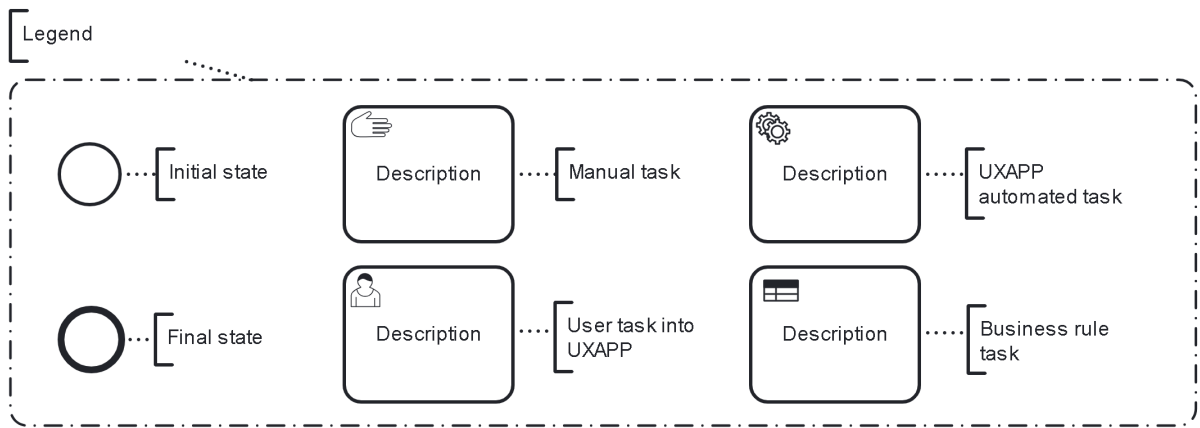 Legend
Initial state
Description
Manual task
Description
UXAPP
automated task
Final state
Description
User task into
UXAPP
Description
Business rule
task